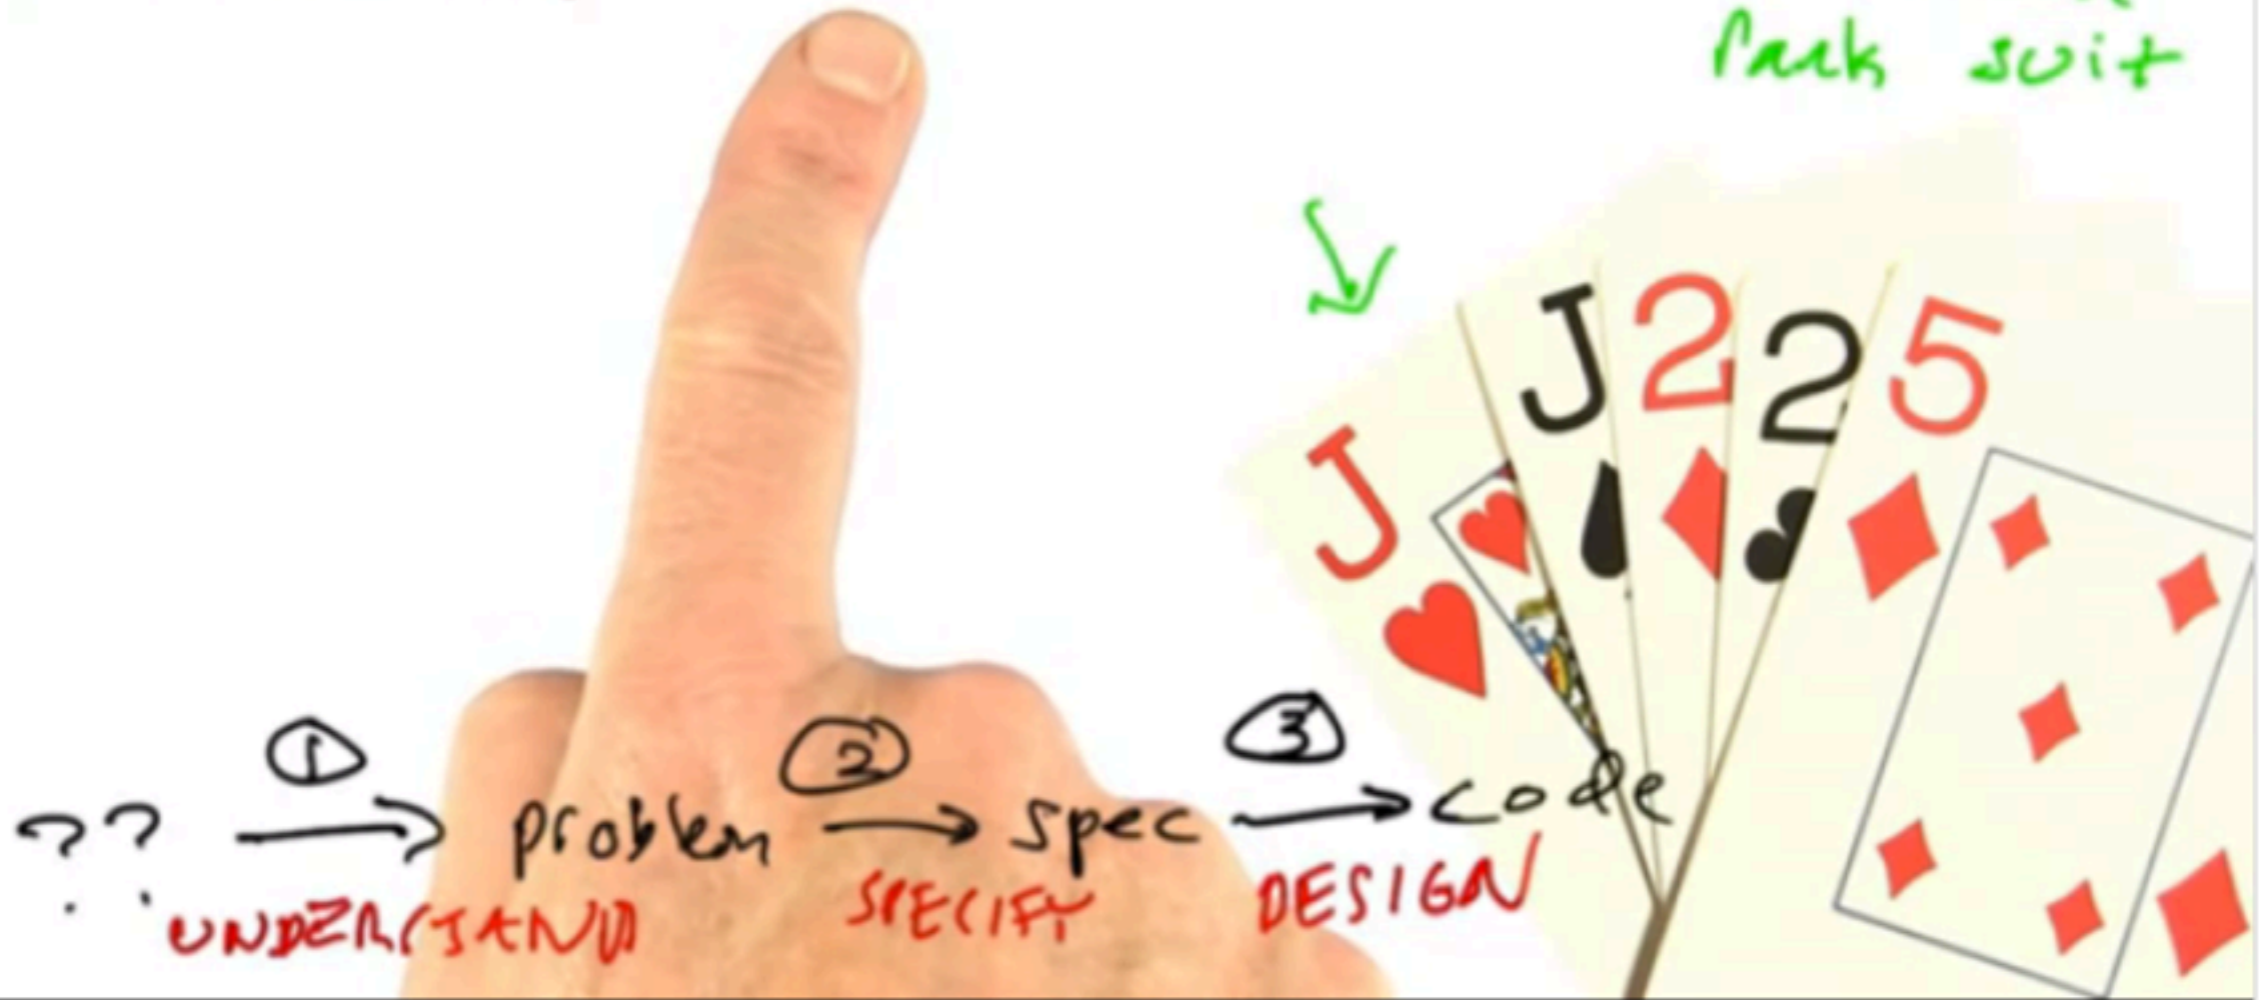 rank suit
J J 2 2 5
① ② ③
?? → problem → spec → code
UNDERSTAND SPECIFY DESIGN